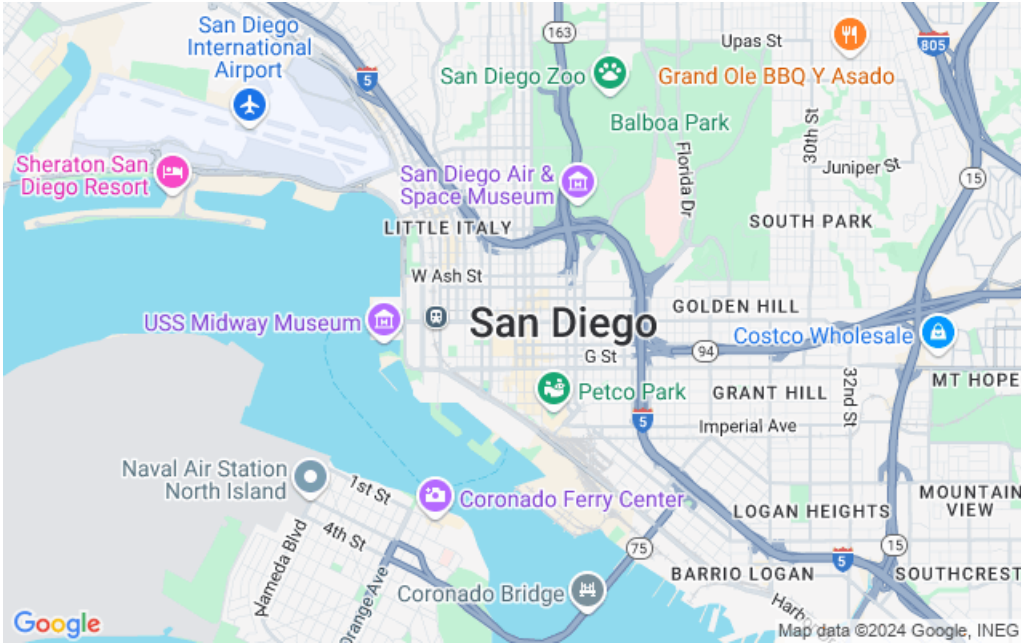 San Diego
International
Airport
163
Upas St
805
5
San Diego Zoo
Grand Ole BBQ Y Asado
Balboa Park
30th St
Florida Dr
Juniper St
Sheraton San
Diego Resort
San Diego Air &
Space Museum
15
LITTLE ITALY
SOUTH PARK
W Ash St
USS Midway Museum
San Diego
GOLDEN HILL
Costco Wholesale
G St
94
32nd St
MT HOPE
Petco Park
GRANT HILL
5
Imperial Ave
Naval Air Station
North Island
1st St
Coronado Ferry Center
MOUNTAIN
VIEW
LOGAN HEIGHTS
4th St
Alameda Blvd
75
15
5
Orange Ave
Coronado Bridge
BARRIO LOGAN
SOUTHCREST
Google
Map data ©2024 Google, INEG